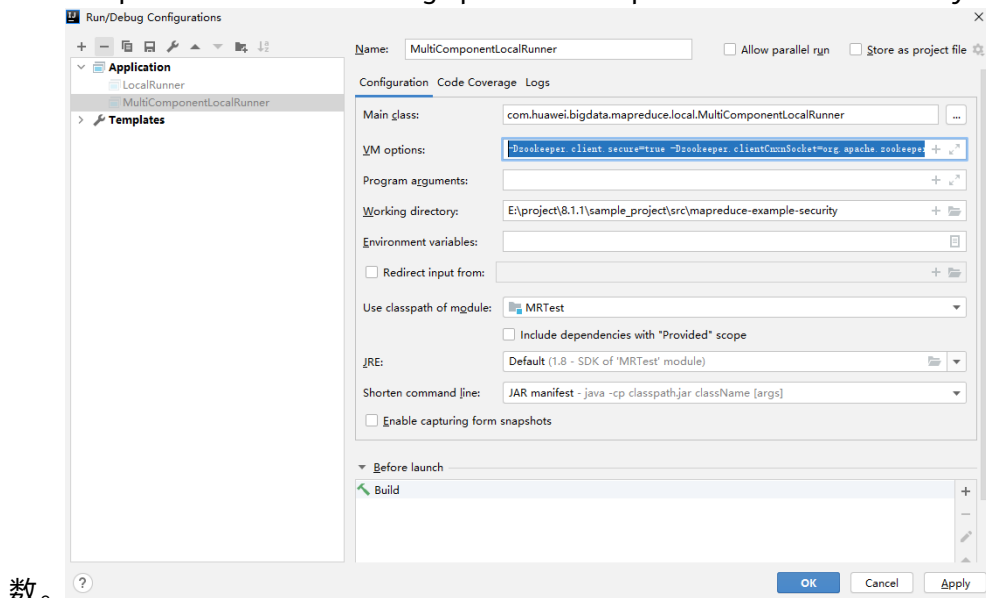 Run/Debug Configurations
Name: MultiComponentLocalRunner Allow parallel run Store as project file
Application
LocalRunner
MultiComponentLocalRunner
Templates
Configuration Code Coverage Logs
Main class: com.huawei.bigdata.mapreduce.local.MultiComponentLocalRunner ...
VM options: -Dzookeeper.client.secure=true -Dzookeeper.clientCnxnSocket=org.apache.zookeeper
Program arguments:
Working directory: E:\project\8.1.1\sample_project\src\mapreduce-example-security
Environment variables:
Redirect input from:
Use classpath of module: MRTest
Include dependencies with "Provided" scope
JRE: Default (1.8 - SDK of 'MRTest' module)
Shorten command line: JAR manifest - java -cp classpath.jar className [args]
Enable capturing form snapshots
Before launch
Build
OK Cancel Apply
数。